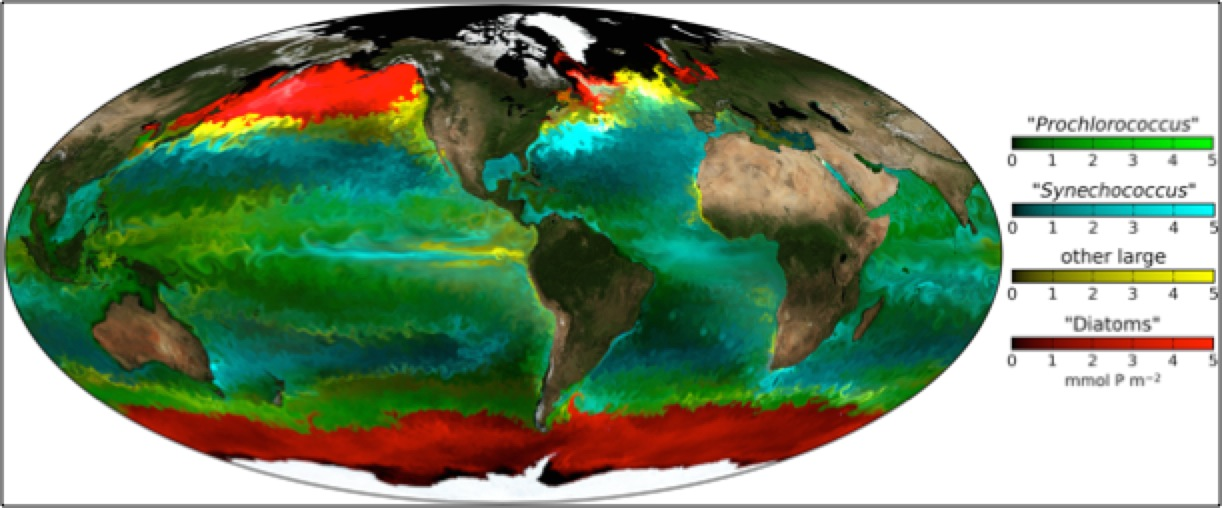 "Prochlorococcus"
0 1 2 3 4 5
"Synechococcus"
0 1 2 3 4 5
other large
0 1 2 3 4 5
"Diatoms"
0 1 2 3 4 5
mmol P m⁻²